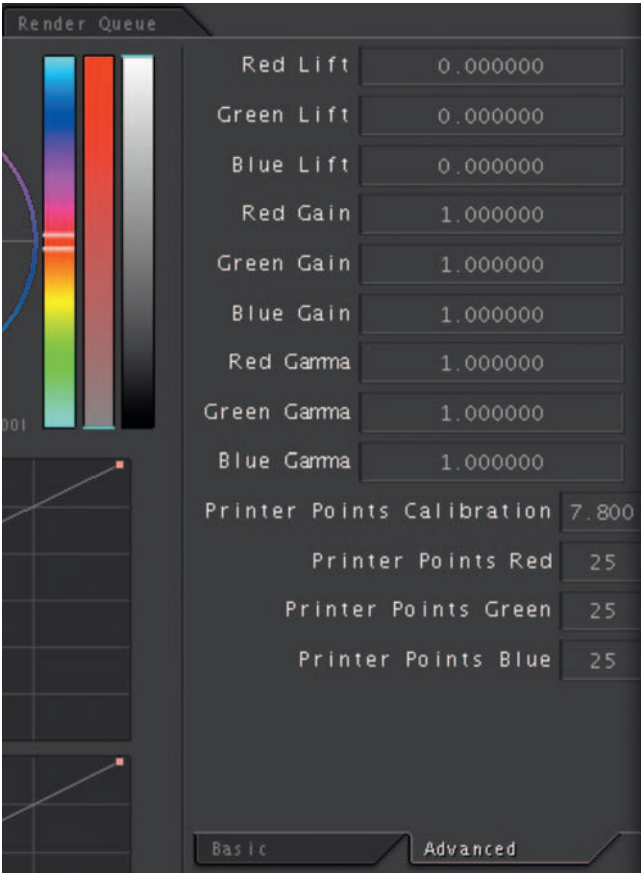 Render Queue
Red Lift 0.000000
Green Lift 0.000000
Blue Lift 0.000000
Red Gain 1.000000
Green Gain 1.000000
Blue Gain 1.000000
Red Gamma 1.000000
Green Gamma 1.000000
001
Blue Gamma 1.000000
Printer Points Calibration 7.800
Printer Points Red 25
Printer Points Green 25
Printer Points Blue 25
Basic Advanced